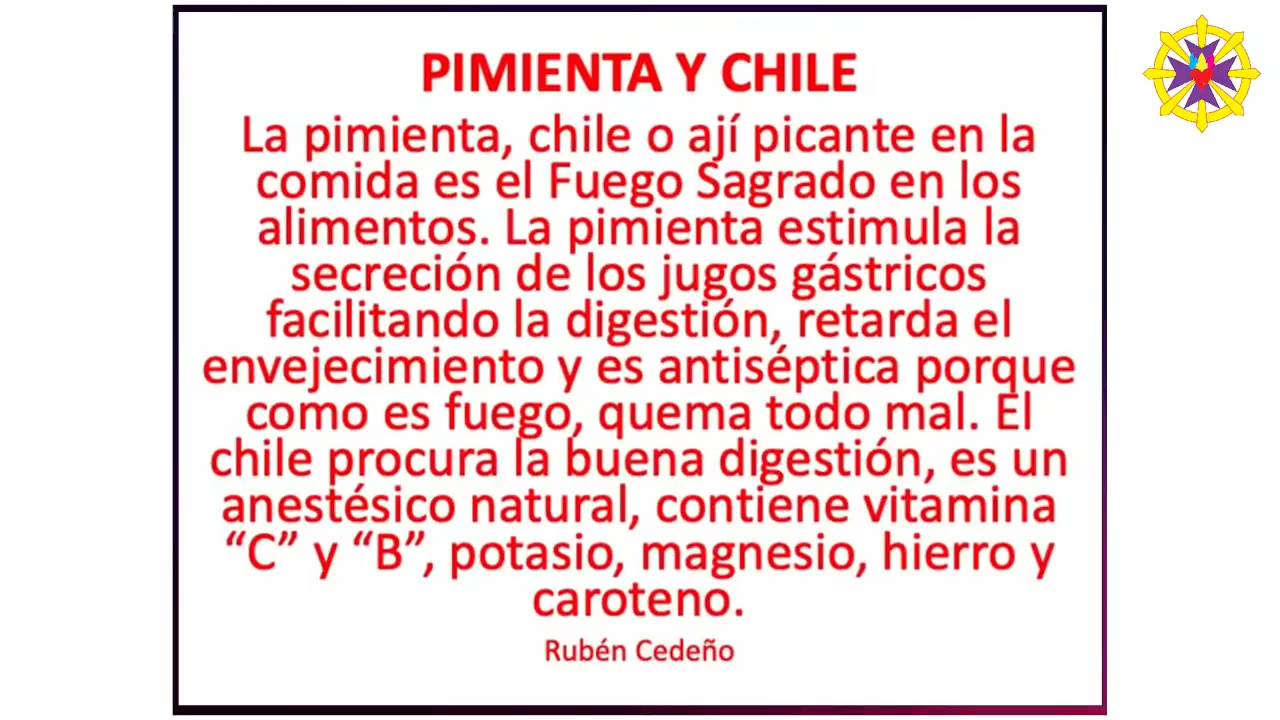 PIMIENTA Y CHILE
La pimienta, chile o ají picante en la
comida es el Fuego Sagrado en los
alimentos. La pimienta estimula la
secreción de los jugos gástricos
facilitando la digestión, retarda el
envejecimiento y es antiséptica porque
como es fuego, quema todo mal. El
chile procura la buena digestión, es un
anestésico natural, contiene vitamina
“C” y “B”, potasio, magnesio, hierro y
caroteno.
Rubén Cedeño